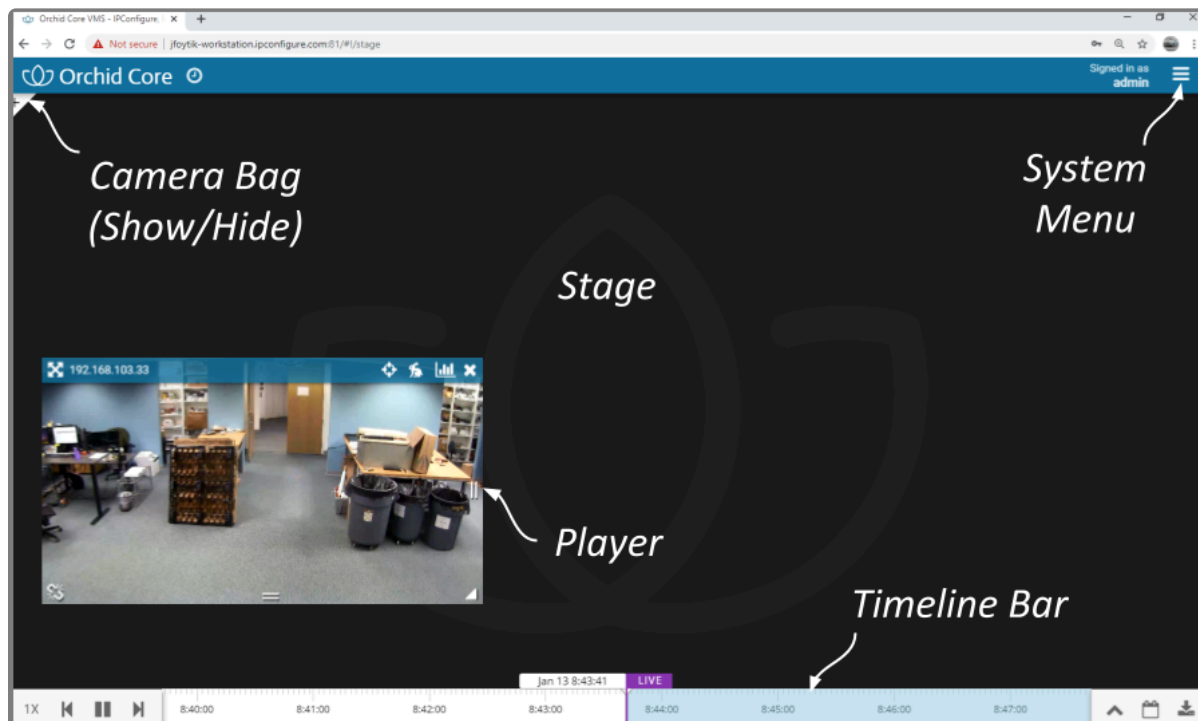 Orchid Core VMS - IPConfigure,
Not secure | jfoytik-workstation.ipconfigure.com:81/#!/stage
Orchid Core
Signed in as
admin
Camera Bag
(Show/Hide)
System
Menu
Stage
192.168.103.33
Player
Timeline Bar
Jan 13 8:43:41 LIVE
1X 8:40:00 8:41:00 8:42:00 8:43:00 8:44:00 8:45:00 8:46:00 8:47:00